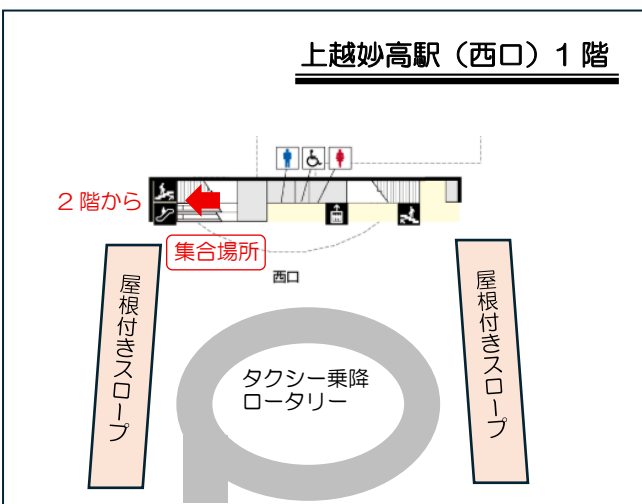 上越妙高駅（西口）1 階
2 階から
集合場所
西口
屋根付きスロープ
タクシー乗降
ロータリー
屋根付きスロープ